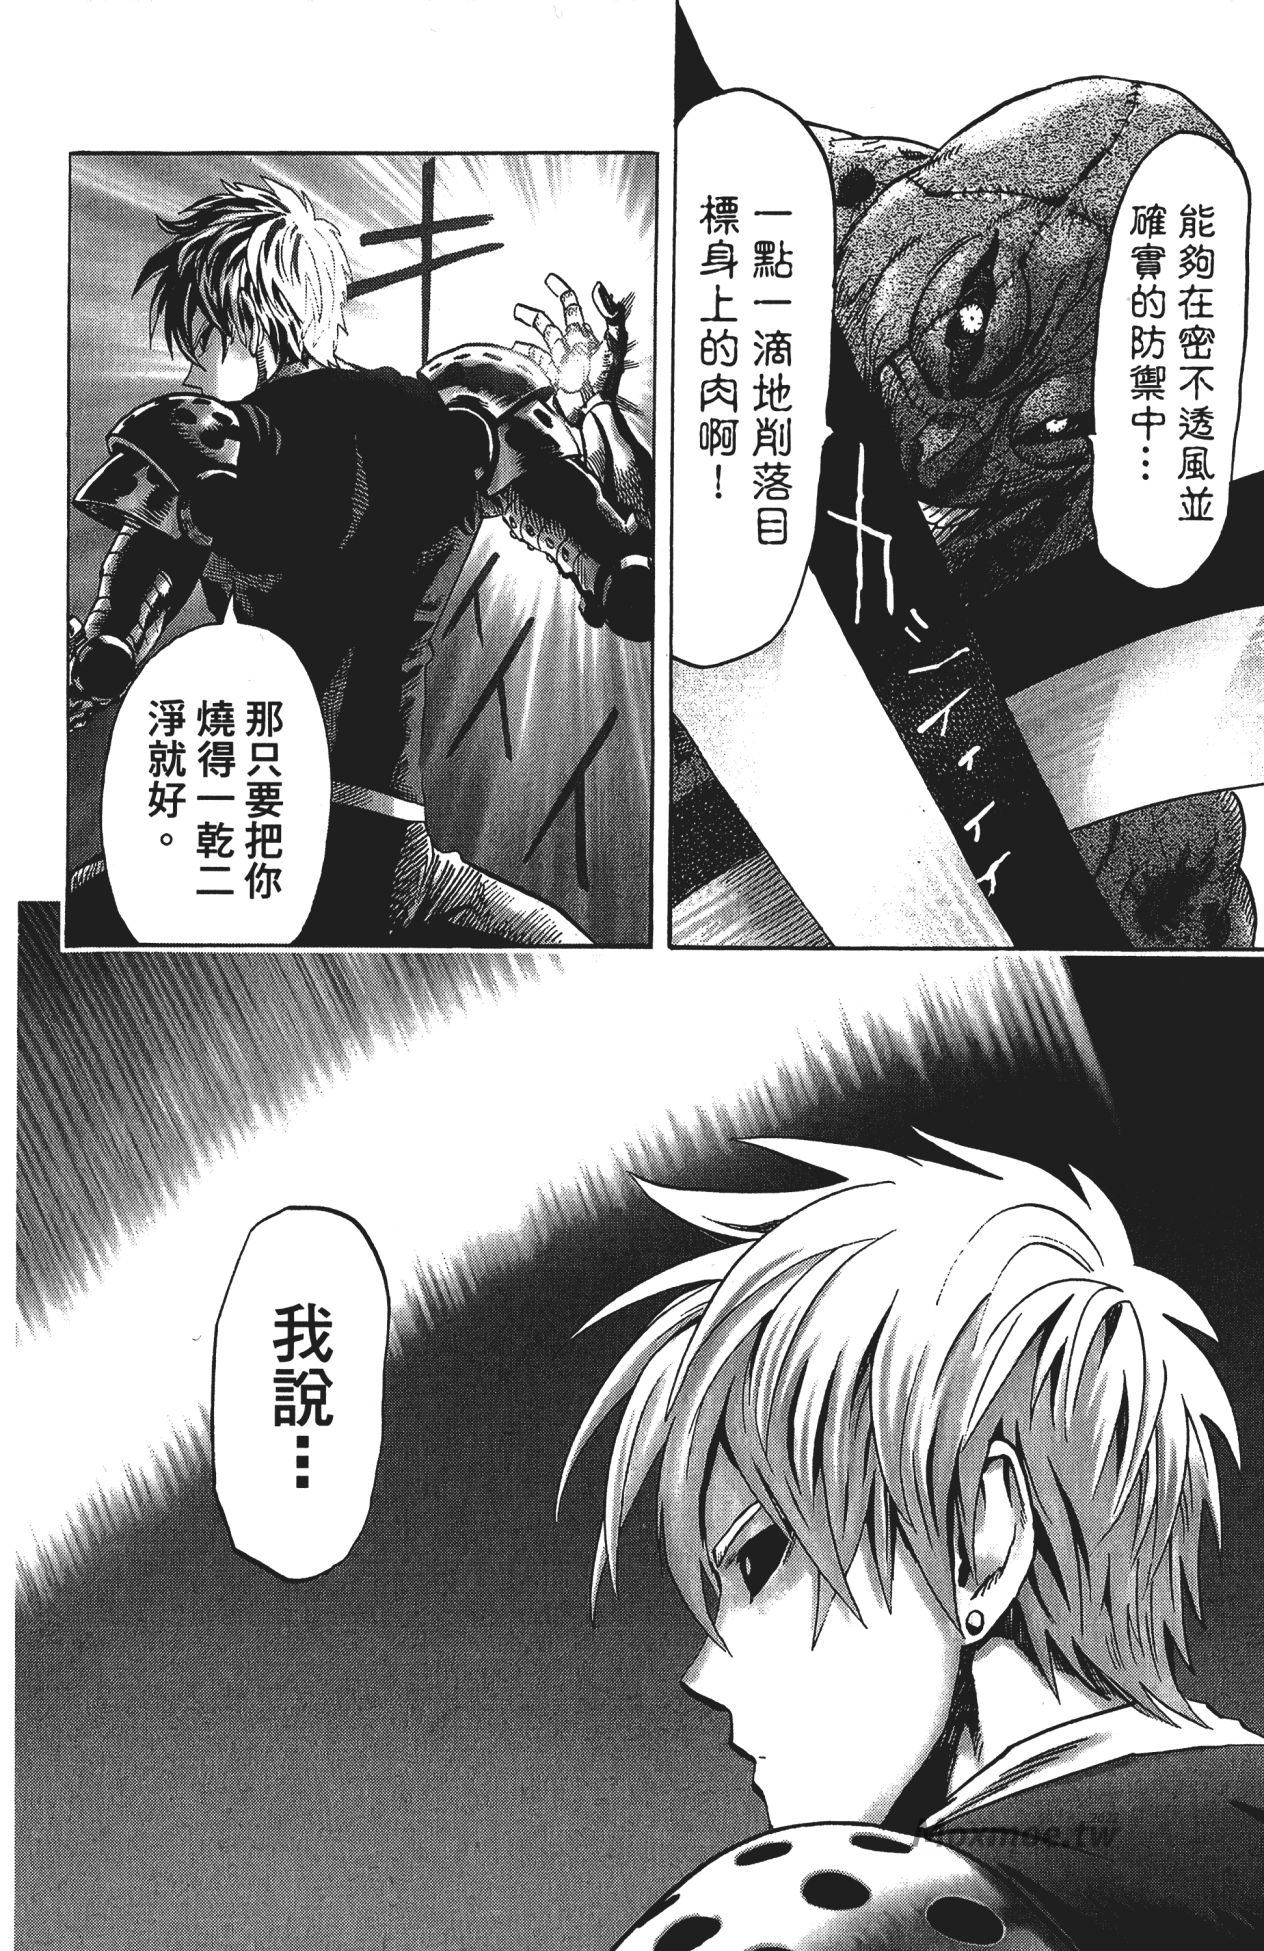 能夠在密不透風並
確實的防禦中…
一點一滴地削落目
標身上的肉啊！
キ
カ
那只要把你
燒得一乾二
淨就好。
我說…